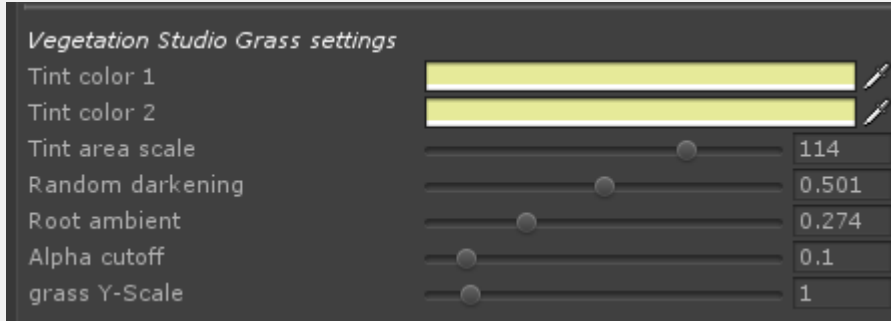 Vegetation Studio Grass settings
Tint color 1
Tint color 2
Tint area scale 114
Random darkening 0.501
Root ambient 0.274
Alpha cutoff 0.1
grass Y-Scale 1